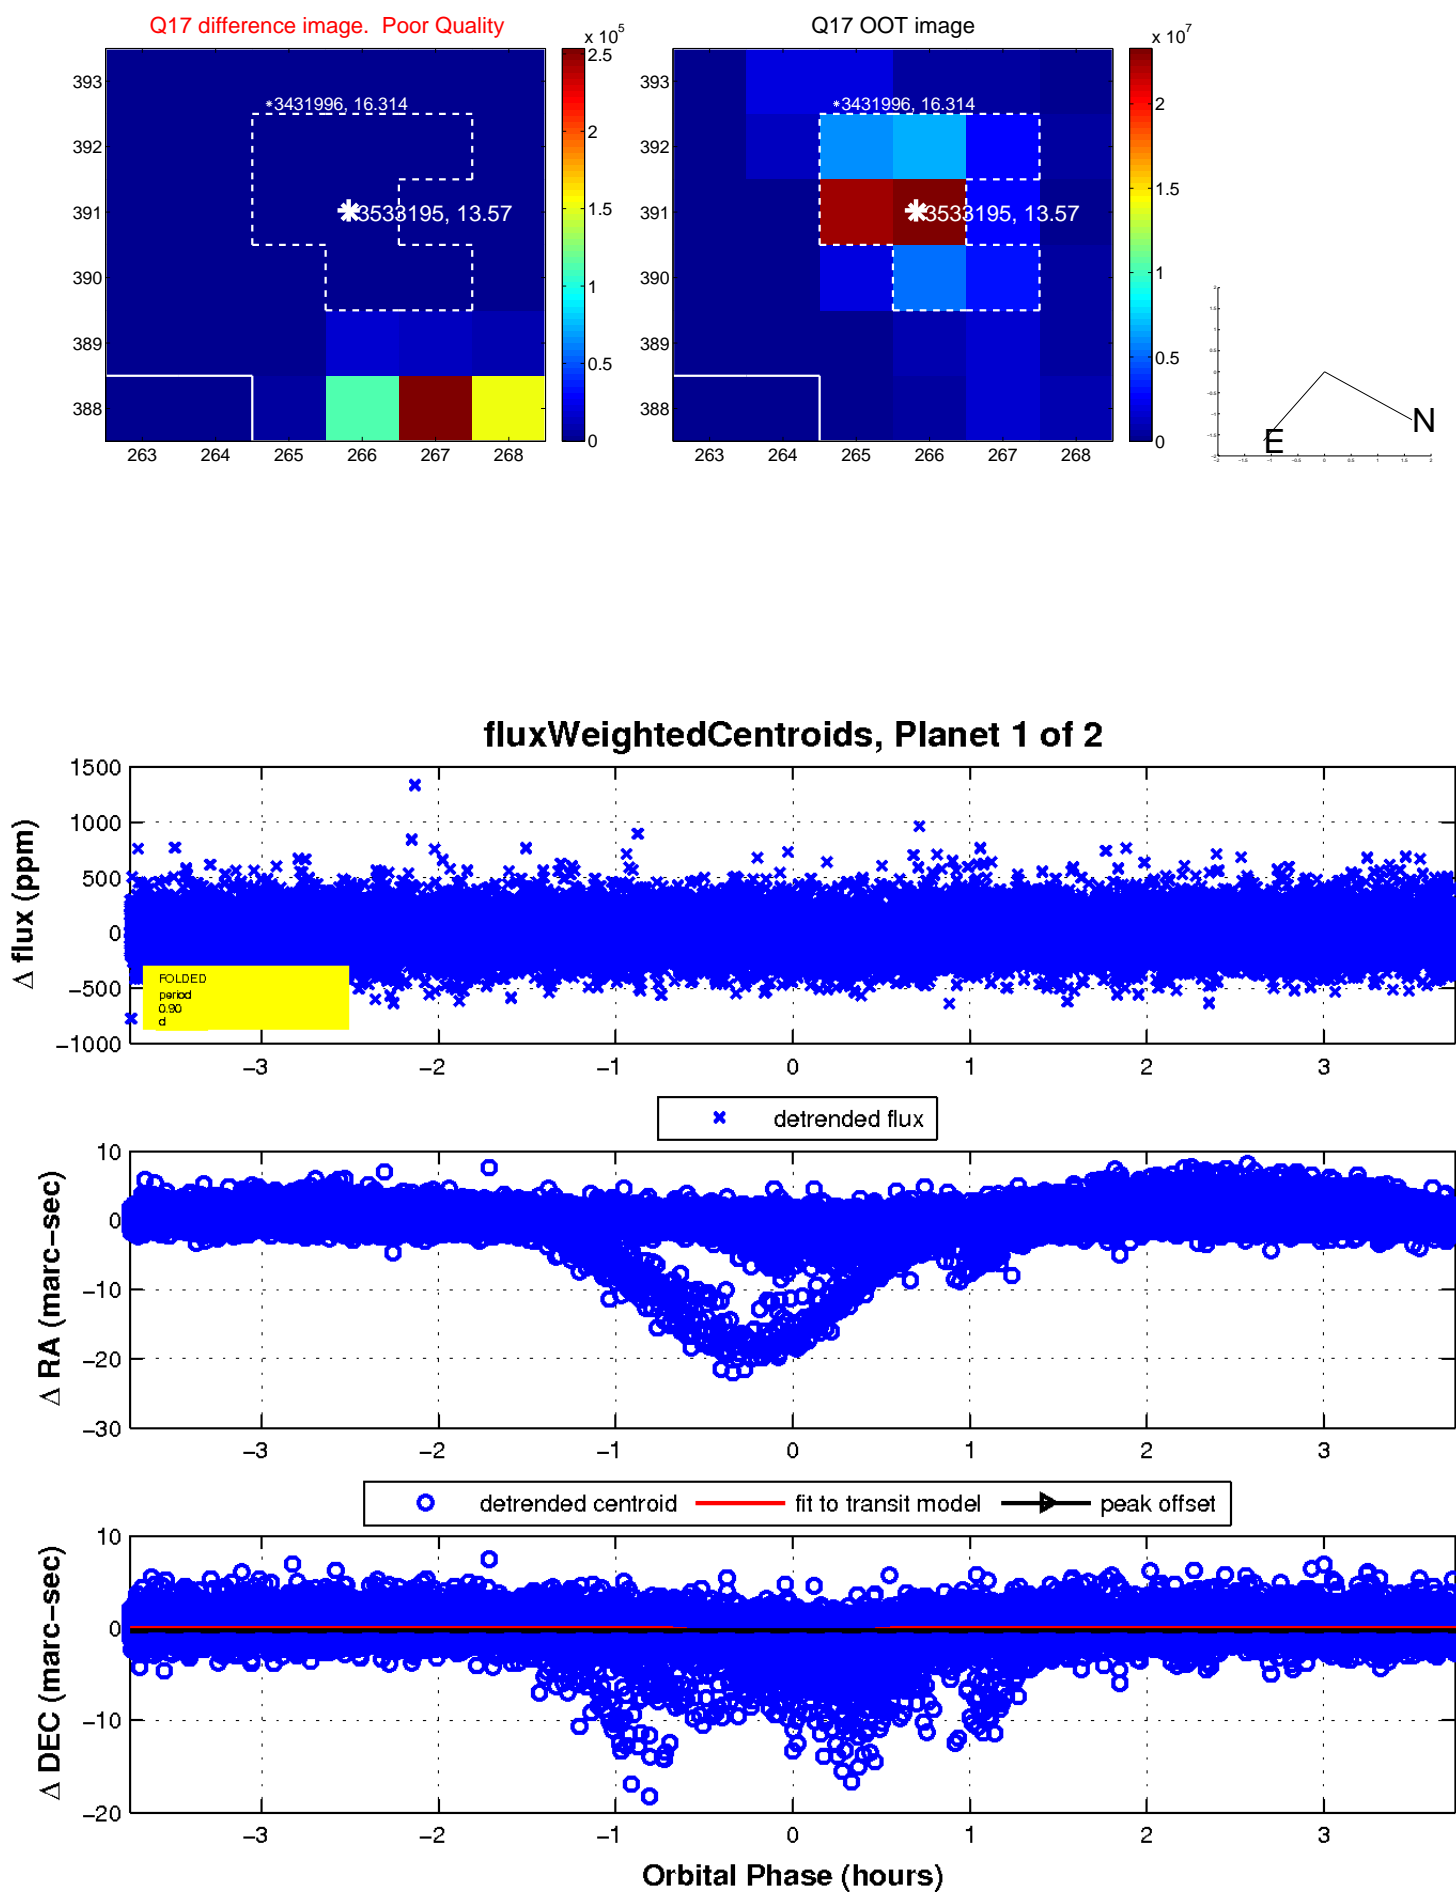 Q17 difference image.  Poor Quality
x 10^5
393
392
391
390
389
388
263 264 265 266 267 268
*3431996, 16.314
3533195, 13.57
2.5
2
1.5
1
0.5
0
Q17 OOT image
x 10^7
393
392
391
390
389
388
263 264 265 266 267 268
*3431996, 16.314
3533195, 13.57
2
1.5
1
0.5
0
N
E
fluxWeightedCentroids, Planet 1 of 2
Δ flux (ppm)
1500
1000
500
0
−500
−1000
FOLDED
period
0.90
d
−3 −2 −1 0 1 2 3
detrended flux
Δ RA (marc−sec)
10
0
−10
−20
−30
−3 −2 −1 0 1 2 3
detrended centroid fit to transit model peak offset
Δ DEC (marc−sec)
10
0
−10
−20
−3 −2 −1 0 1 2 3
Orbital Phase (hours)